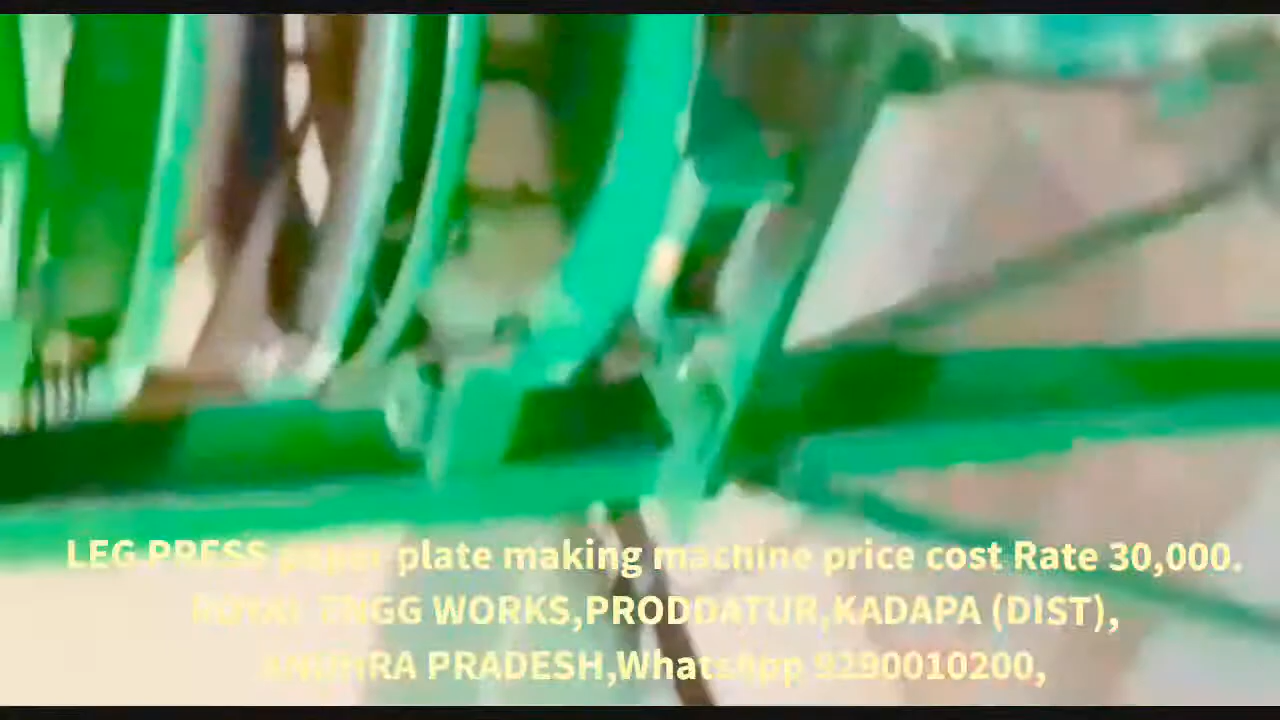 LEG PRESS paper plate making machine price cost Rate 30,000.
ROYAL ENGG WORKS,PRODDATUR,KADAPA (DIST),
ANDHRA PRADESH,WhatsApp 9290010200,